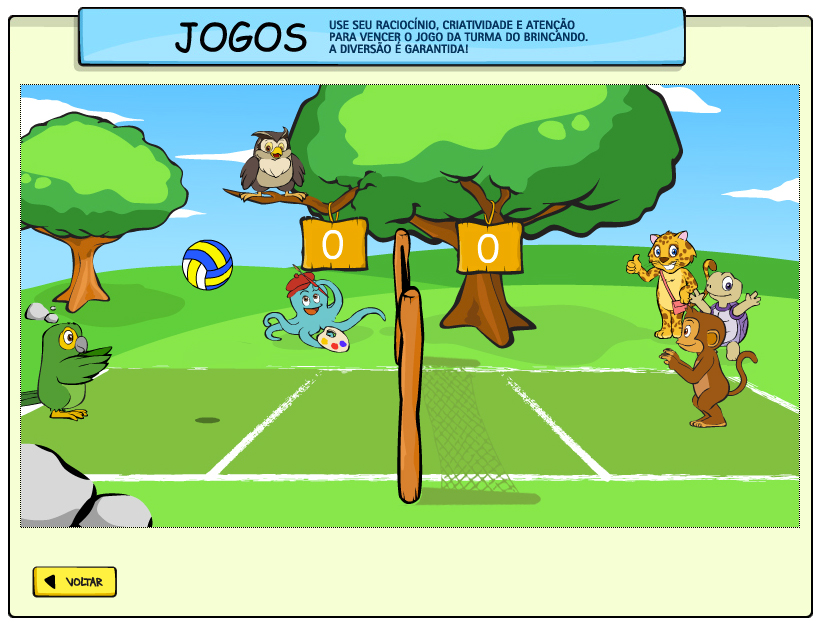 JOGOS
USE SEU RACIOCÍNIO, CRIATIVIDADE E ATENÇÃO
PARA VENCER O JOGO DA TURMA DO BRINCANDO.
A DIVERSÃO É GARANTIDA!
0
0
VOLTAR